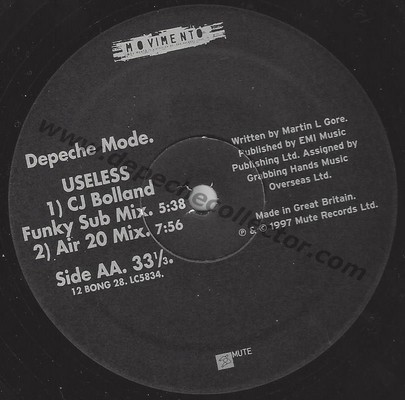 MOVIMENTO
Depeche Mode.
USELESS
1) CJ Bolland
Funky Sub Mix. 5:38
2) Air 20 Mix. 7:56
Side AA. 33⅓.
12 BONG 28. LC5834.
Written by Martin L Gore.
Published by EMI Music
Publishing Ltd. Assigned by
Grabbing Hands Music
Overseas Ltd.
Made in Great Britain.
℗ & © 1997 Mute Records Ltd.
MUTE
www.depechecollector.com